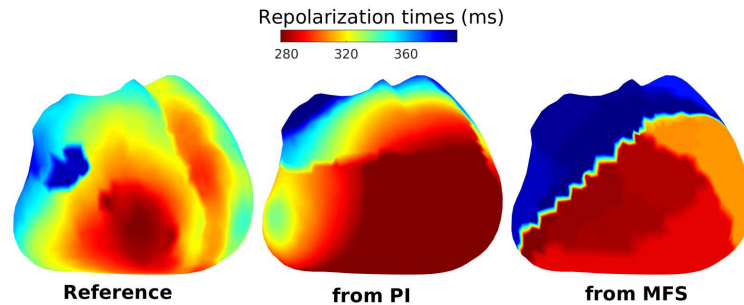 Repolarization times (ms)
280 320 360
Reference from PI from MFS